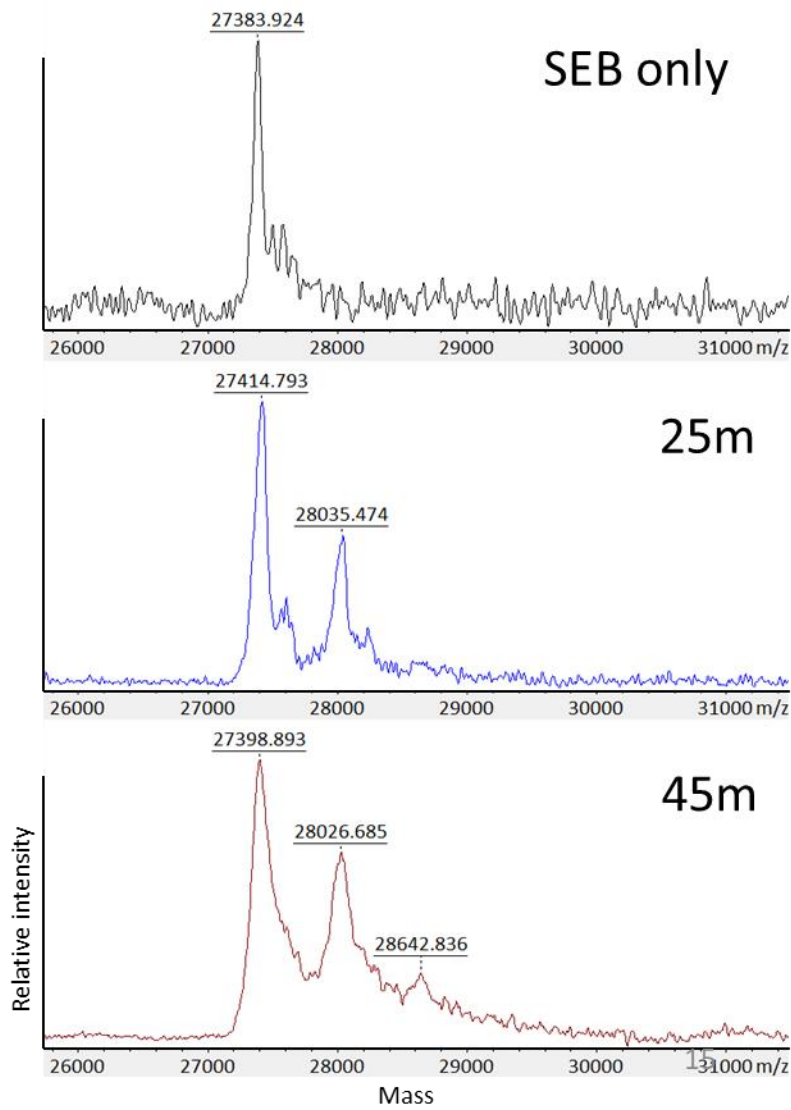 27383.924
SEB only
26000 27000 28000 29000 30000 31000 m/z
27414.793
25m
28035.474
26000 27000 28000 29000 30000 31000 m/z
27398.893
45m
28026.685
28642.836
Relative intensity
15
26000 27000 28000 29000 30000 31000 m/z
Mass